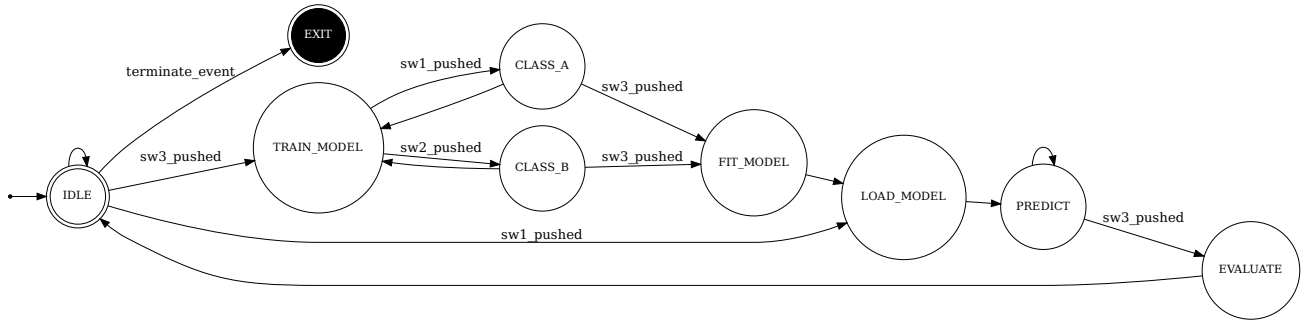 EXIT
terminate_event
sw1_pushed
CLASS_A
sw3_pushed
TRAIN_MODEL
sw2_pushed
sw3_pushed
CLASS_B
sw3_pushed
FIT_MODEL
IDLE
LOAD_MODEL
PREDICT
sw3_pushed
sw1_pushed
EVALUATE